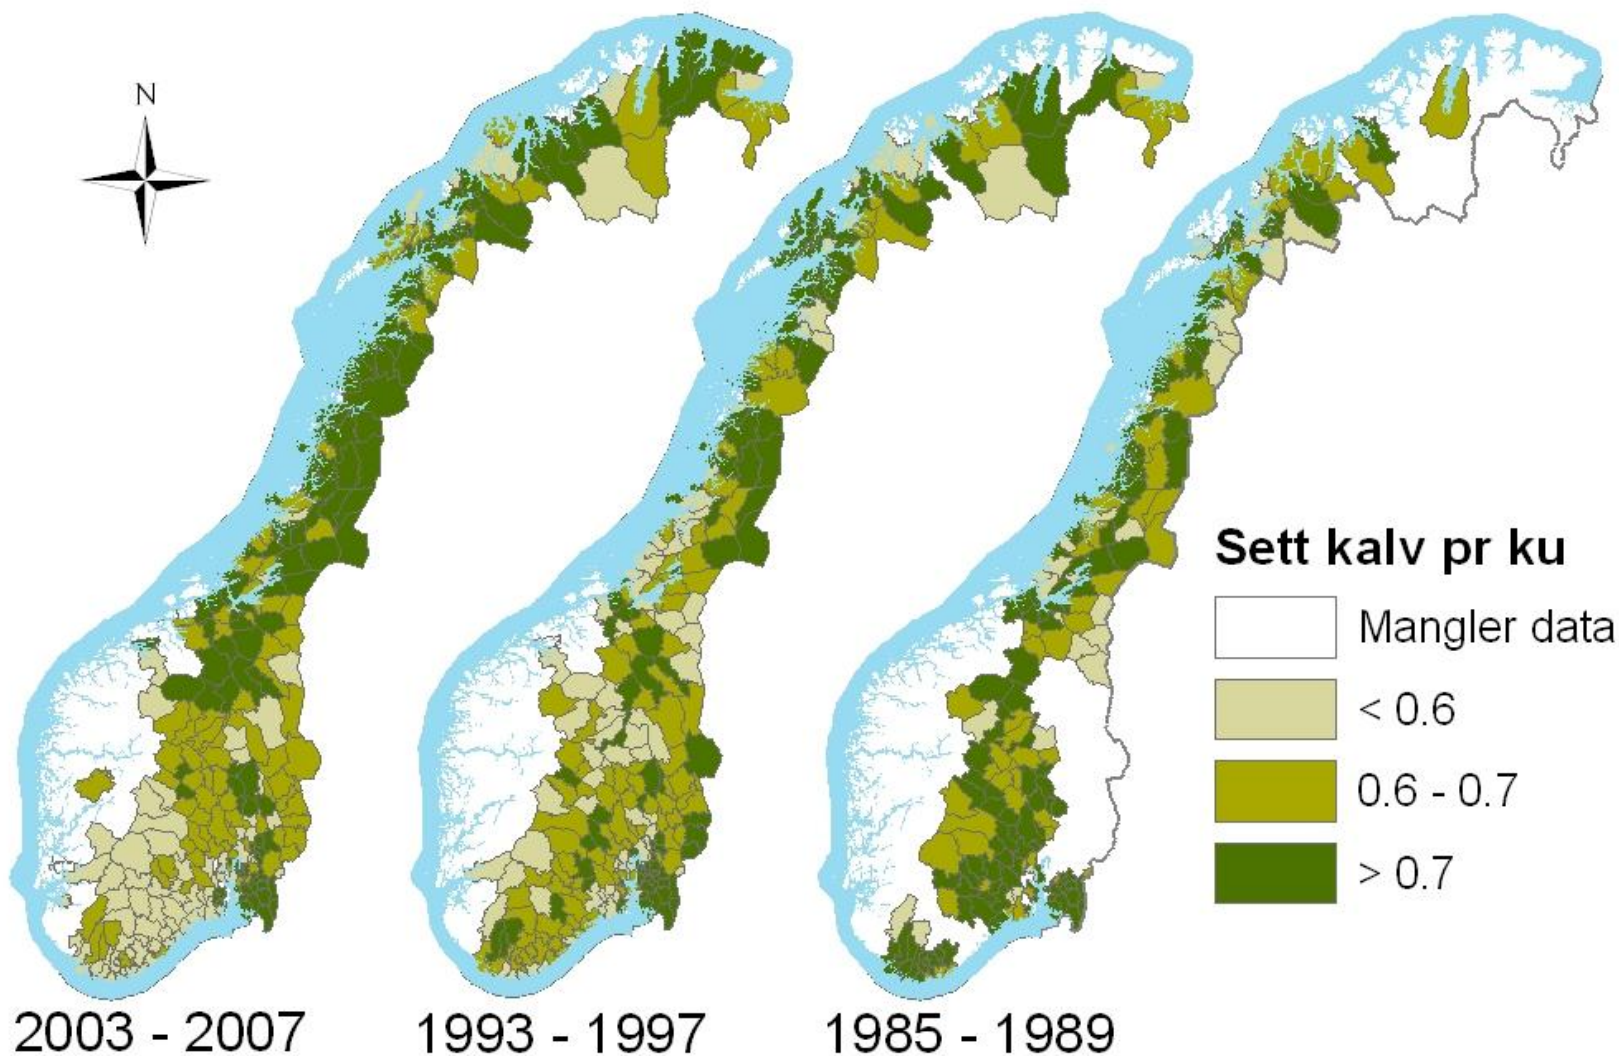 N
Sett kalv pr ku
Mangler data
< 0.6
0.6 - 0.7
> 0.7
2003 - 2007
1993 - 1997
1985 - 1989